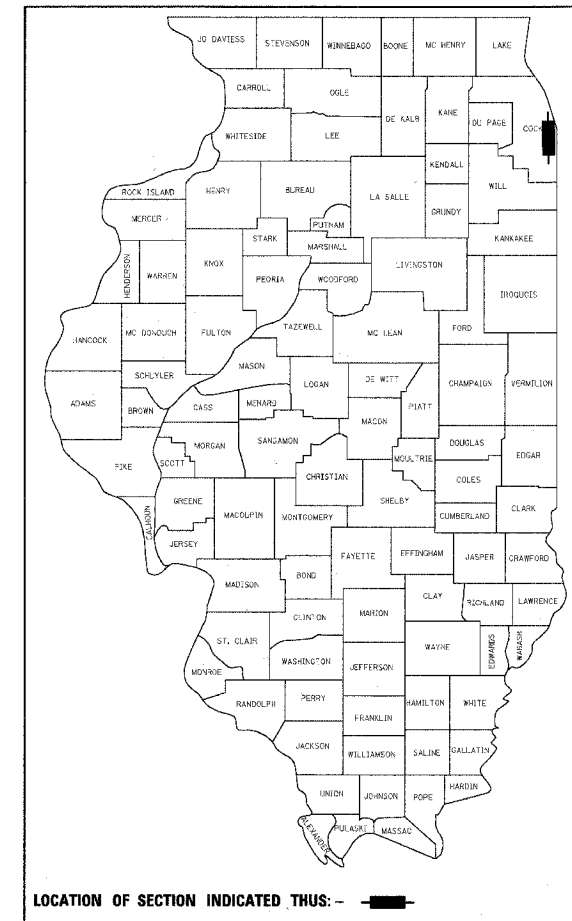 JO DAVIESS STEVENSON WINNEBAGO BOONE MC HENRY LAKE
CARROLL OGLE DE KALB KANE DU PAGE COOK
WHITESIDE LEE KENDALL WILL
ROCK ISLAND HENRY BUREAU LA SALLE GRUNDY
MERCER PUTNAM KANKAKEE
HENDERSON WARREN KNOX STARK MARSHALL LIVINGSTON
PEORIA WOODFORD IROQUOIS
HANCOCK MC DONOUGH FULTON TAZEWELL MC LEAN FORD
MASON
SCHLYLER LOGAN DE WITT CHAMPAIGN VERMILION
ADAMS BROWN CASS MENARD MACON PIATT
MORGAN SANGAMON DOUGLAS
PIKE SCOTT CHRISTIAN MOULTRIE COLES EDGAR
GREENE SHELBY
CALHOUN MACOLPIN MONTGOMERY CUMBERLAND CLARK
JERSEY FAYETTE EFFINGHAM JASPER CRAWFORD
MADISON BOND
CLAY RICHLAND LAWRENCE
CLINTON MARION
ST. CLAIR WAYNE EDWARDS WABASH
WASHINGTON JEFFERSON
MONROE
RANDOLPH PERRY HAMILTON WHITE
FRANKLIN
JACKSON WILLIAMSON SALINE GALLATIN
UNION JOHNSON POPE HARDIN
ALEXANDER PULASKI MASSAC
LOCATION OF SECTION INDICATED THUS: -